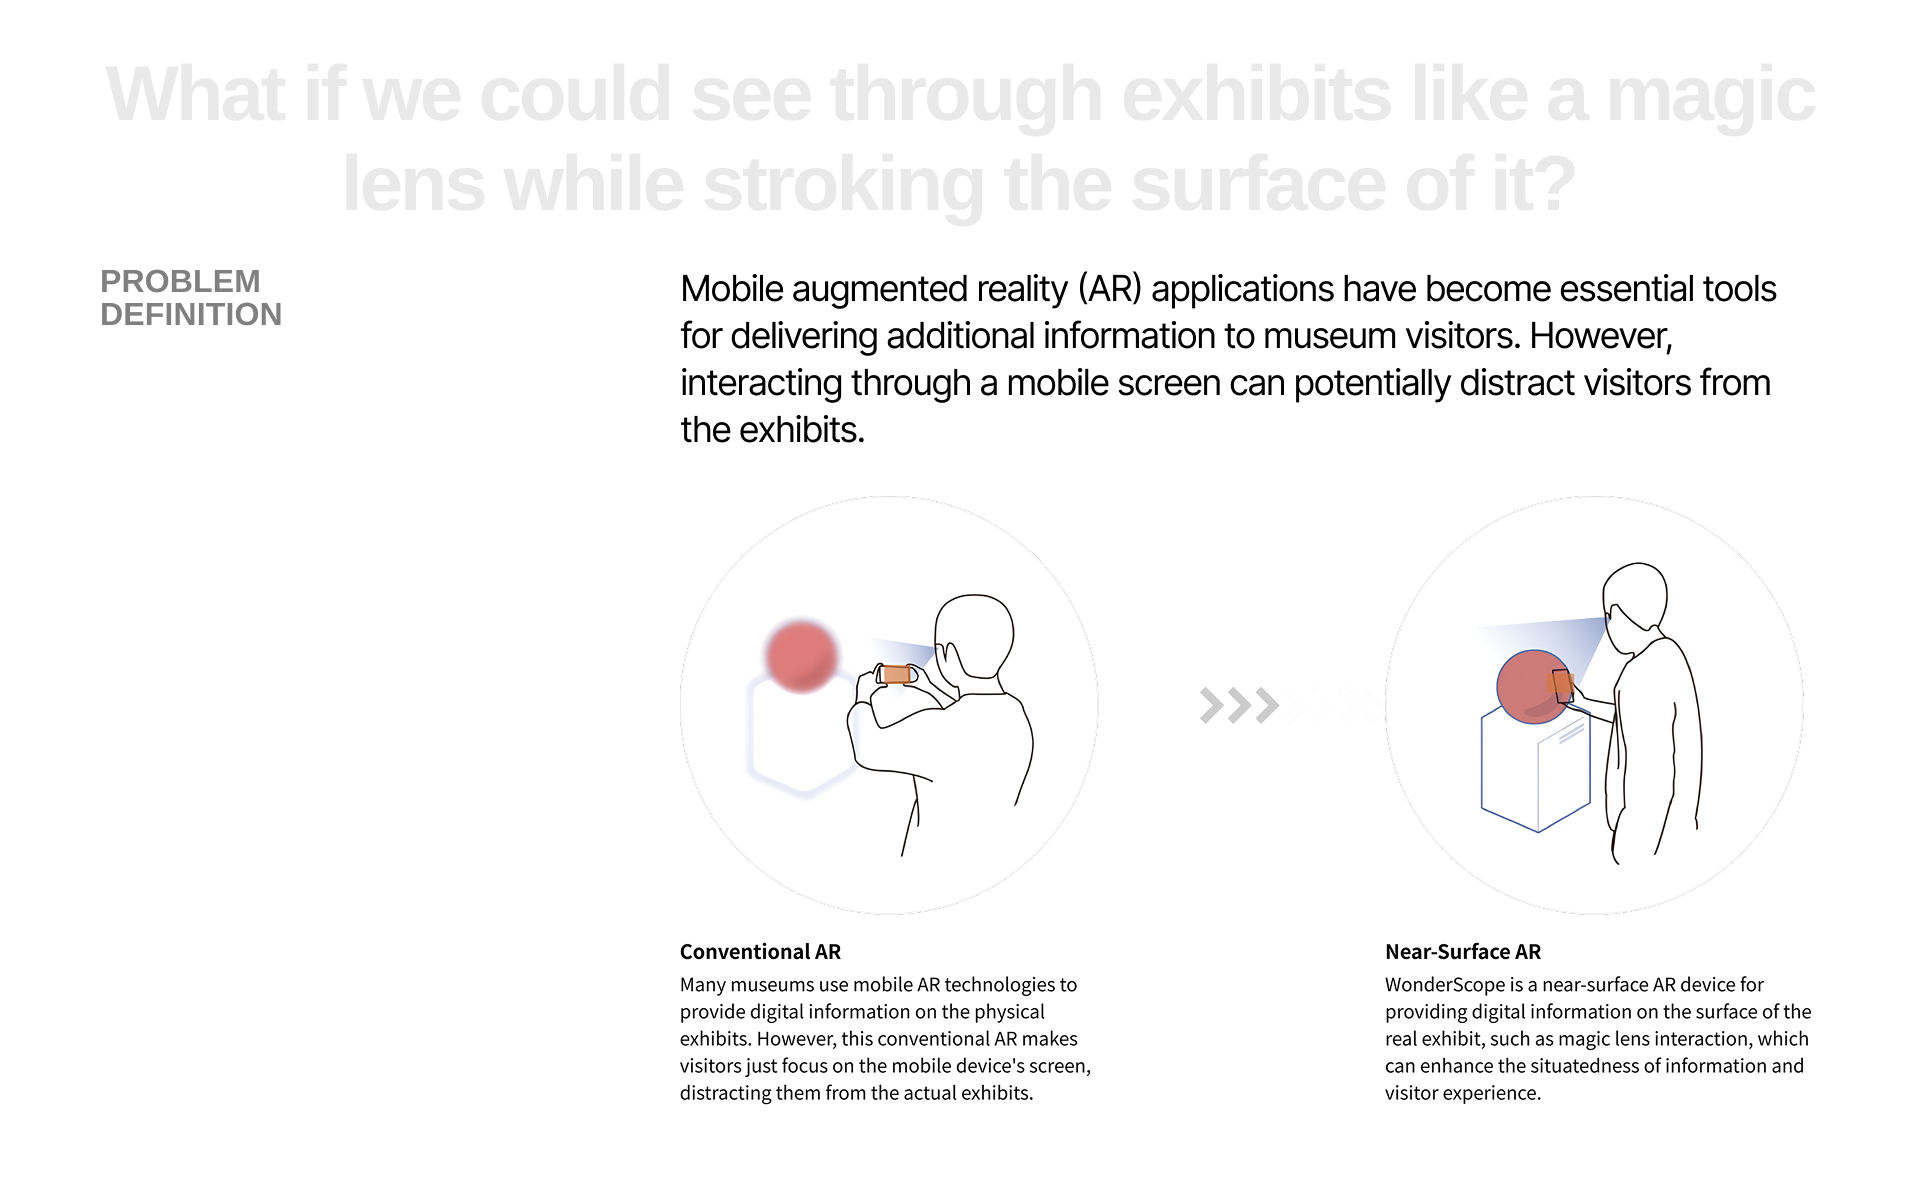 What if we could see through exhibits like a magic
lens while stroking the surface of it?
PROBLEM
DEFINITION
Mobile augmented reality (AR) applications have become essential tools
for delivering additional information to museum visitors. However,
interacting through a mobile screen can potentially distract visitors from
the exhibits.
Conventional AR
Many museums use mobile AR technologies to
provide digital information on the physical
exhibits. However, this conventional AR makes
visitors just focus on the mobile device's screen,
distracting them from the actual exhibits.
Near-Surface AR
WonderScope is a near-surface AR device for
providing digital information on the surface of the
real exhibit, such as magic lens interaction, which
can enhance the situatedness of information and
visitor experience.